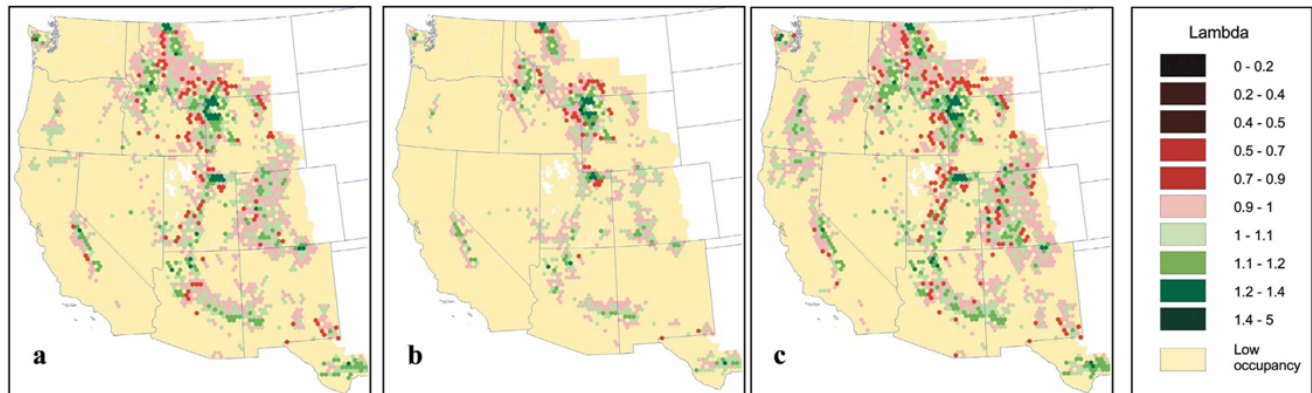 a
b
c
Lambda
0 - 0.2
0.2 - 0.4
0.4 - 0.5
0.5 - 0.7
0.7 - 0.9
0.9 - 1
1 - 1.1
1.1 - 1.2
1.2 - 1.4
1.4 - 5
Low
occupancy